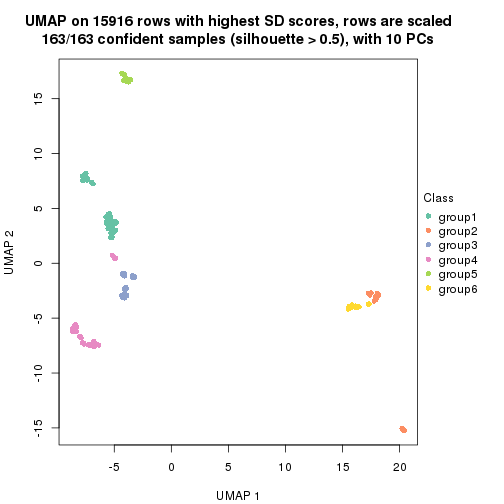 UMAP on 15916 rows with highest SD scores, rows are scaled
163/163 confident samples (silhouette > 0.5), with 10 PCs
15
10
5
0
-5
-10
-15
UMAP 2
-5
0
5
10
15
20
UMAP 1
Class
group1
group2
group3
group4
group5
group6